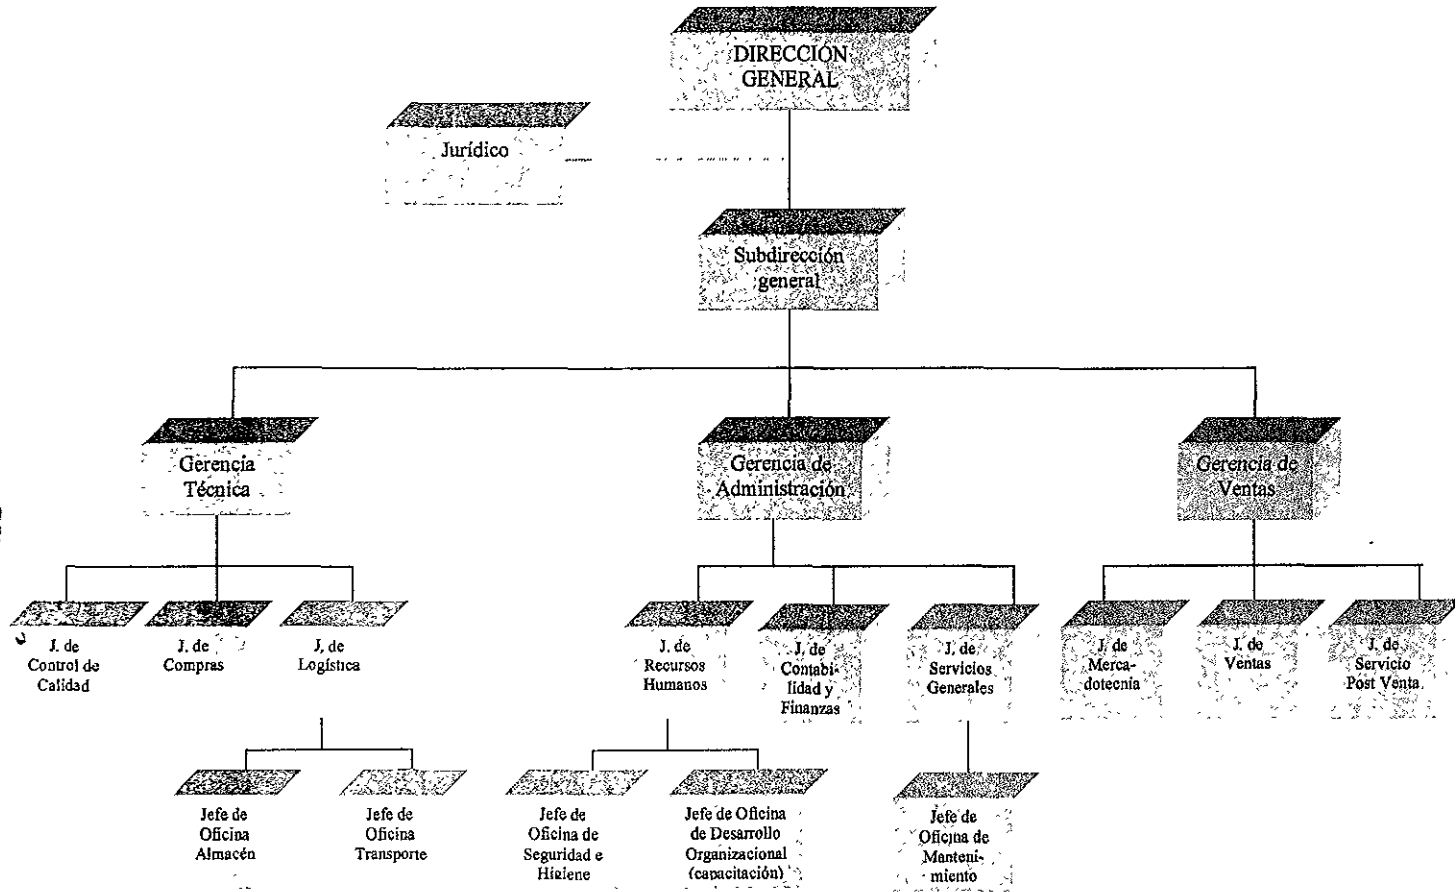 DIRECCIÓN
GENERAL
Jurídico
Subdirección
general
Gerencia
Técnica
Gerencia de
Administración
Gerencia de
Ventas
J. de
Control de
Calidad
J. de
Compras
J. de
Logística
J. de
Recursos
Humanos
J. de
Contabi-
lidad y
Finanzas
J. de
Servicios
Generales
J. de
Merca-
dotecnia
J. de
Ventas
J. de
Servicio
Post Venta
Jefe de
Oficina
Almacén
Jefe de
Oficina
Transporte
Jefe de
Oficina de
Seguridad e
Higiene
Jefe de Oficina
de Desarrollo
Organizacional
(capacitación)
Jefe de
Oficina de
Manteni-
miento